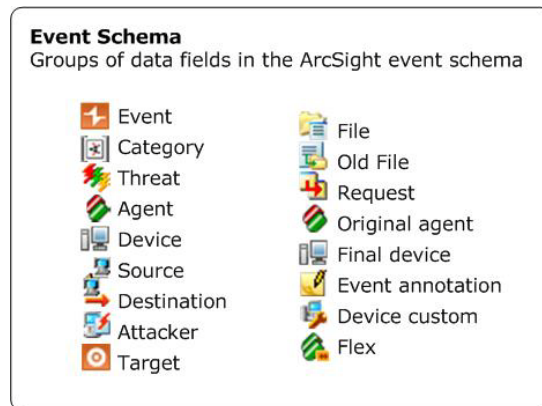 Event Schema
Groups of data fields in the ArcSight event schema
Event
Category
Threat
Agent
Device
Source
Destination
Attacker
Target
File
Old File
Request
Original agent
Final device
Event annotation
Device custom
Flex